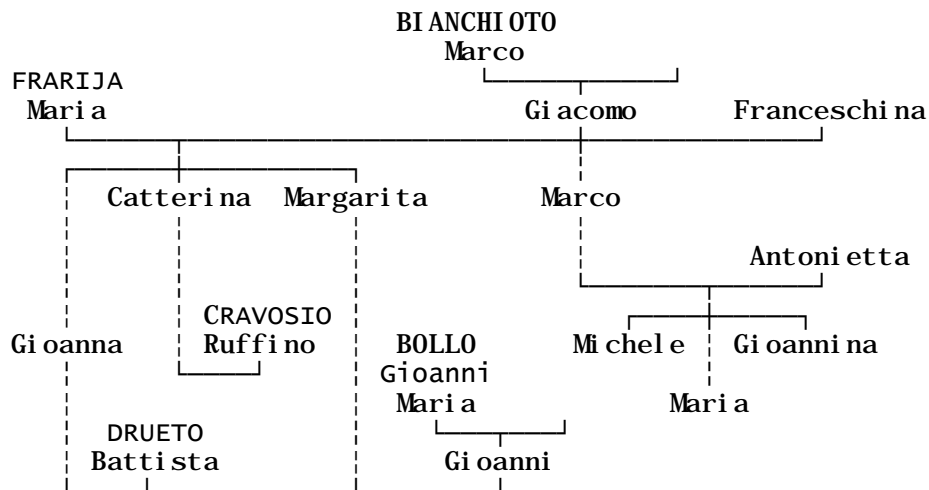 BIANCHIOTO
Marco
FRARIJA
Maria Giacomo Franceschina
Catterina Margarita Marco
Antonietta
CRAVOSIO
Gioanna Ruffino BOLLO Michele Gioannina
Gioanni
Maria Maria
DRUETO
Battista Gioanni